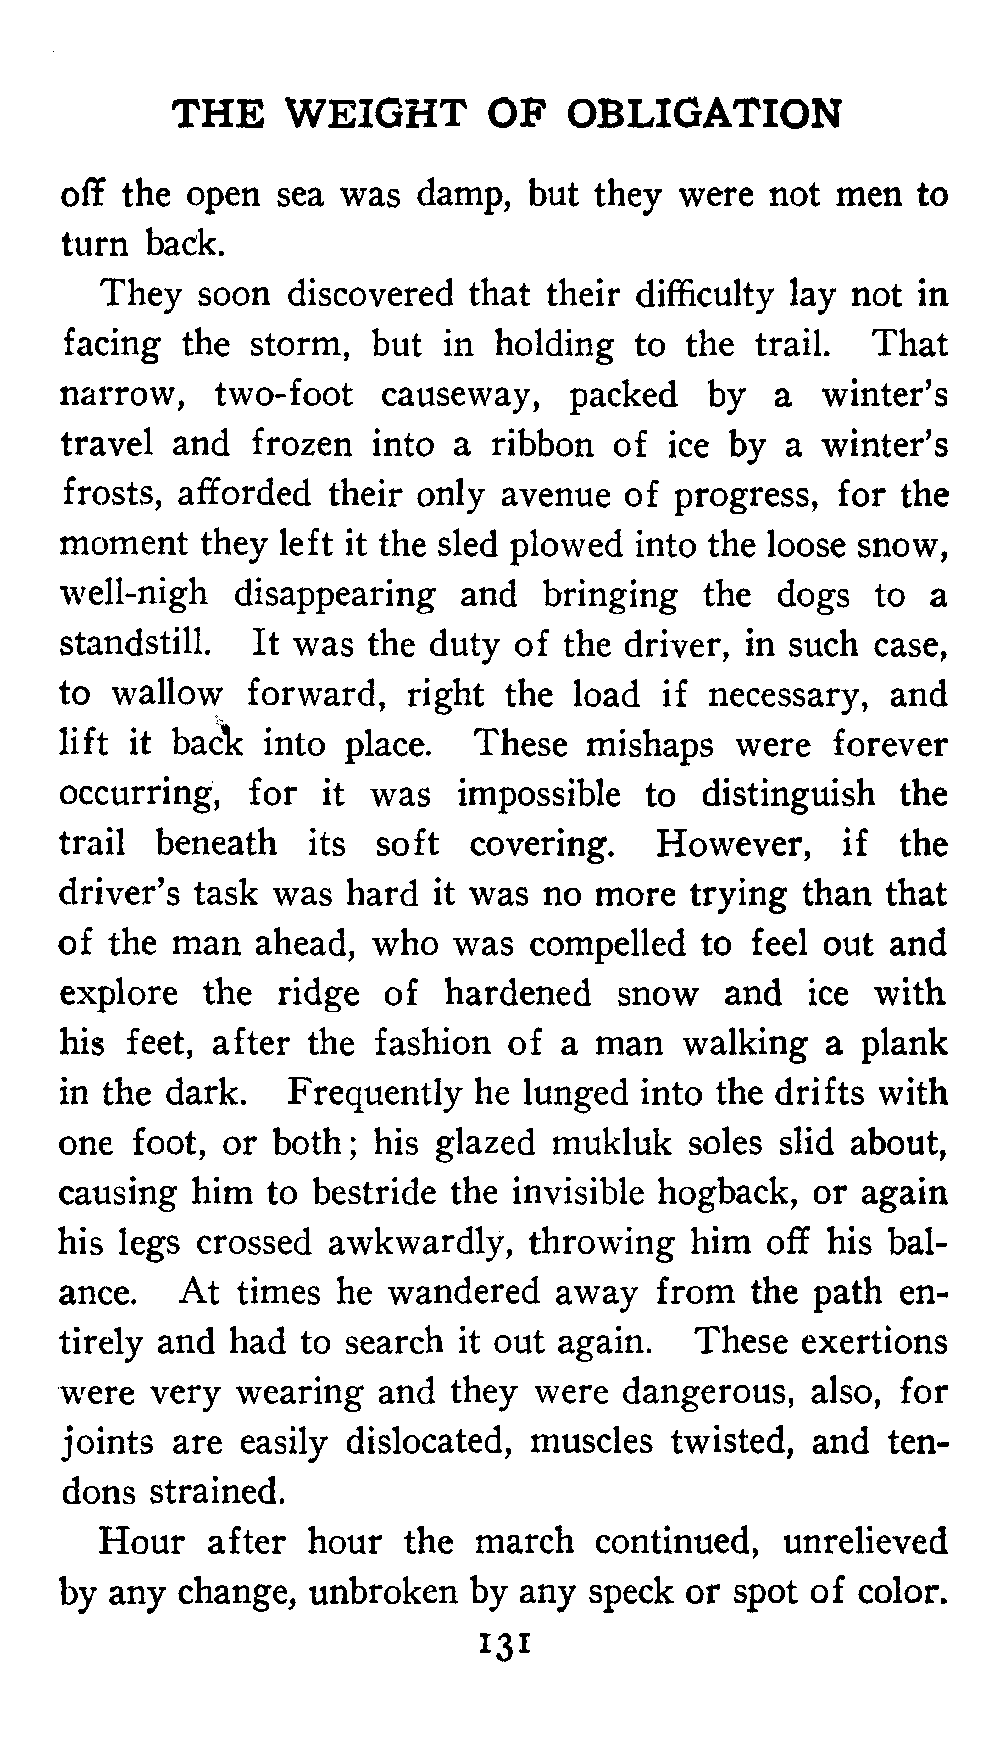 THE WEIGHT OF OBLIGATION
off the open sea was damp, but they were not men to
turn back.
They soon discovered that their difficulty lay not in
facing the storm, but in holding to the trail. That
narrow, two-foot causeway, packed by a winter's
travel and frozen into a ribbon of ice by a winter's
frosts, afforded their only avenue of progress, for the
moment they left it the sled plowed into the loose snow,
well-nigh disappearing and bringing the dogs to a
standstill. It was the duty of the driver, in such case,
to wallow forward, right the load if necessary, and
lift it back into place. These mishaps were forever
occurring, for it was impossible to distinguish the
trail beneath its soft covering. However, if the
driver's task was hard it was no more trying than that
of the man ahead, who was compelled to feel out and
explore the ridge of hardened snow and ice with
his feet, after the fashion of a man walking a plank
in the dark. Frequently he lunged into the drifts with
one foot, or both; his glazed mukluk soles slid about,
causing him to bestride the invisible hogback, or again
his legs crossed awkwardly, throwing him off his bal-
ance. At times he wandered away from the path en-
tirely and had to search it out again. These exertions
were very wearing and they were dangerous, also, for
joints are easily dislocated, muscles twisted, and ten-
dons strained.
Hour after hour the march continued, unrelieved
by any change, unbroken by any speck or spot of color.
131